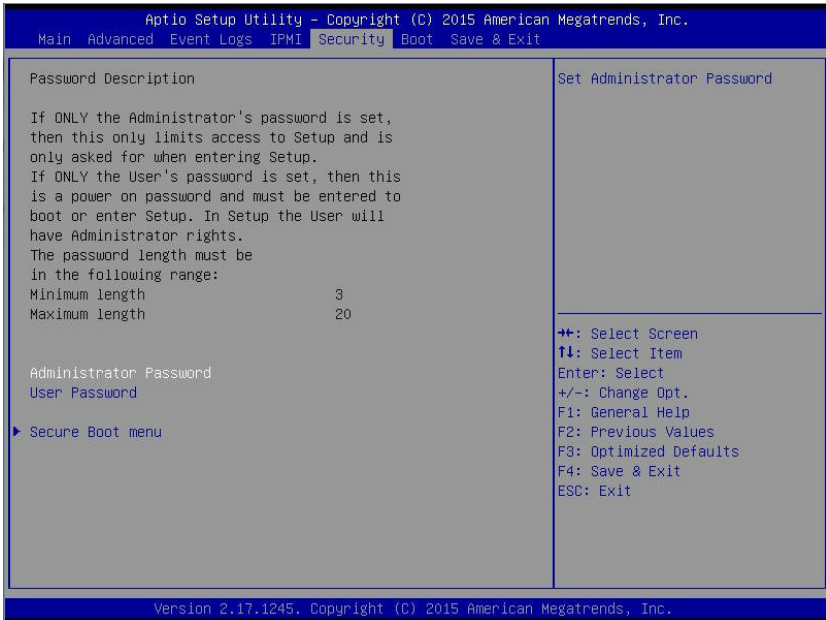 Aptio Setup Utility – Copyright (C) 2015 American Megatrends, Inc.
Main Advanced Event Logs IPMI Security Boot Save & Exit
Password Description
If ONLY the Administrator's password is set,
then this only limits access to Setup and is
only asked for when entering Setup.
If ONLY the User's password is set, then this
is a power on password and must be entered to
boot or enter Setup. In Setup the User will
have Administrator rights.
The password length must be
in the following range:
Minimum length 3
Maximum length 20
Administrator Password
User Password
Secure Boot menu
Set Administrator Password
→←: Select Screen
↑↓: Select Item
Enter: Select
+/-: Change Opt.
F1: General Help
F2: Previous Values
F3: Optimized Defaults
F4: Save & Exit
ESC: Exit
Version 2.17.1245. Copyright (C) 2015 American Megatrends, Inc.